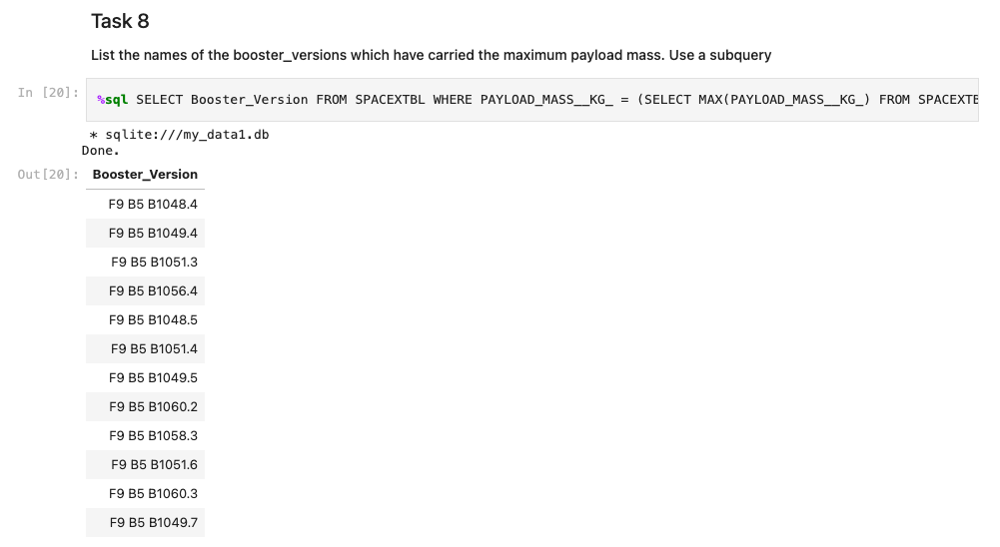 Task 8
List the names of the booster_versions which have carried the maximum payload mass. Use a subquery
In [20]: %sql SELECT Booster_Version FROM SPACEXTBL WHERE PAYLOAD_MASS__KG_ = (SELECT MAX(PAYLOAD_MASS__KG_) FROM SPACEXTB
* sqlite:///my_data1.db
Done.
Out[20]: Booster_Version
F9 B5 B1048.4
F9 B5 B1049.4
F9 B5 B1051.3
F9 B5 B1056.4
F9 B5 B1048.5
F9 B5 B1051.4
F9 B5 B1049.5
F9 B5 B1060.2
F9 B5 B1058.3
F9 B5 B1051.6
F9 B5 B1060.3
F9 B5 B1049.7